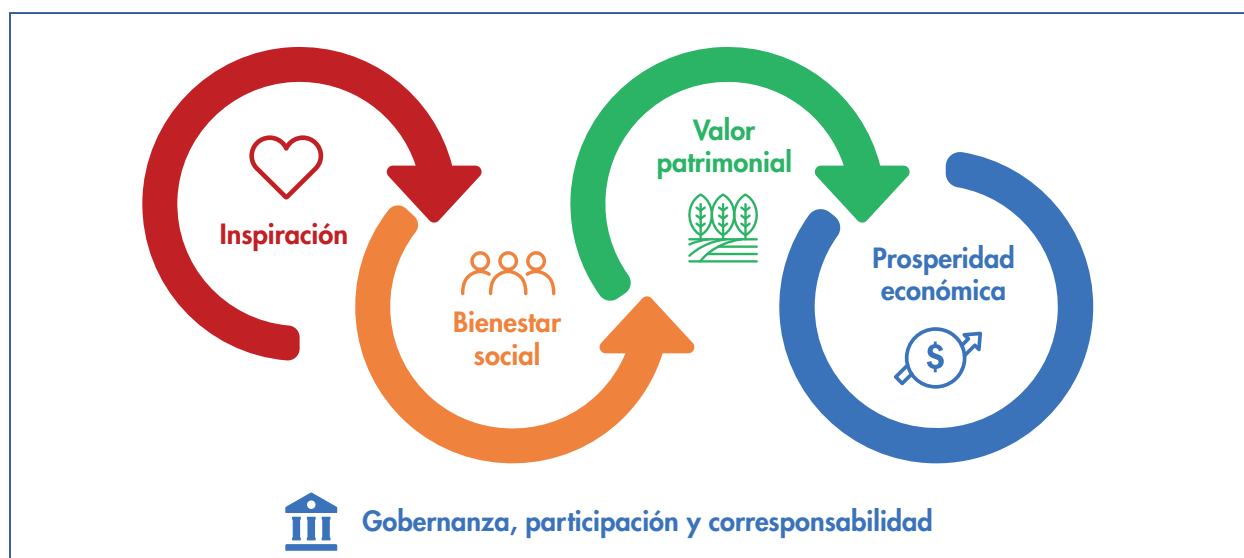 Inspiración
Bienestar
social
Valor
patrimonial
Prosperidad
económica
$
Gobernanza, participación y corresponsabilidad